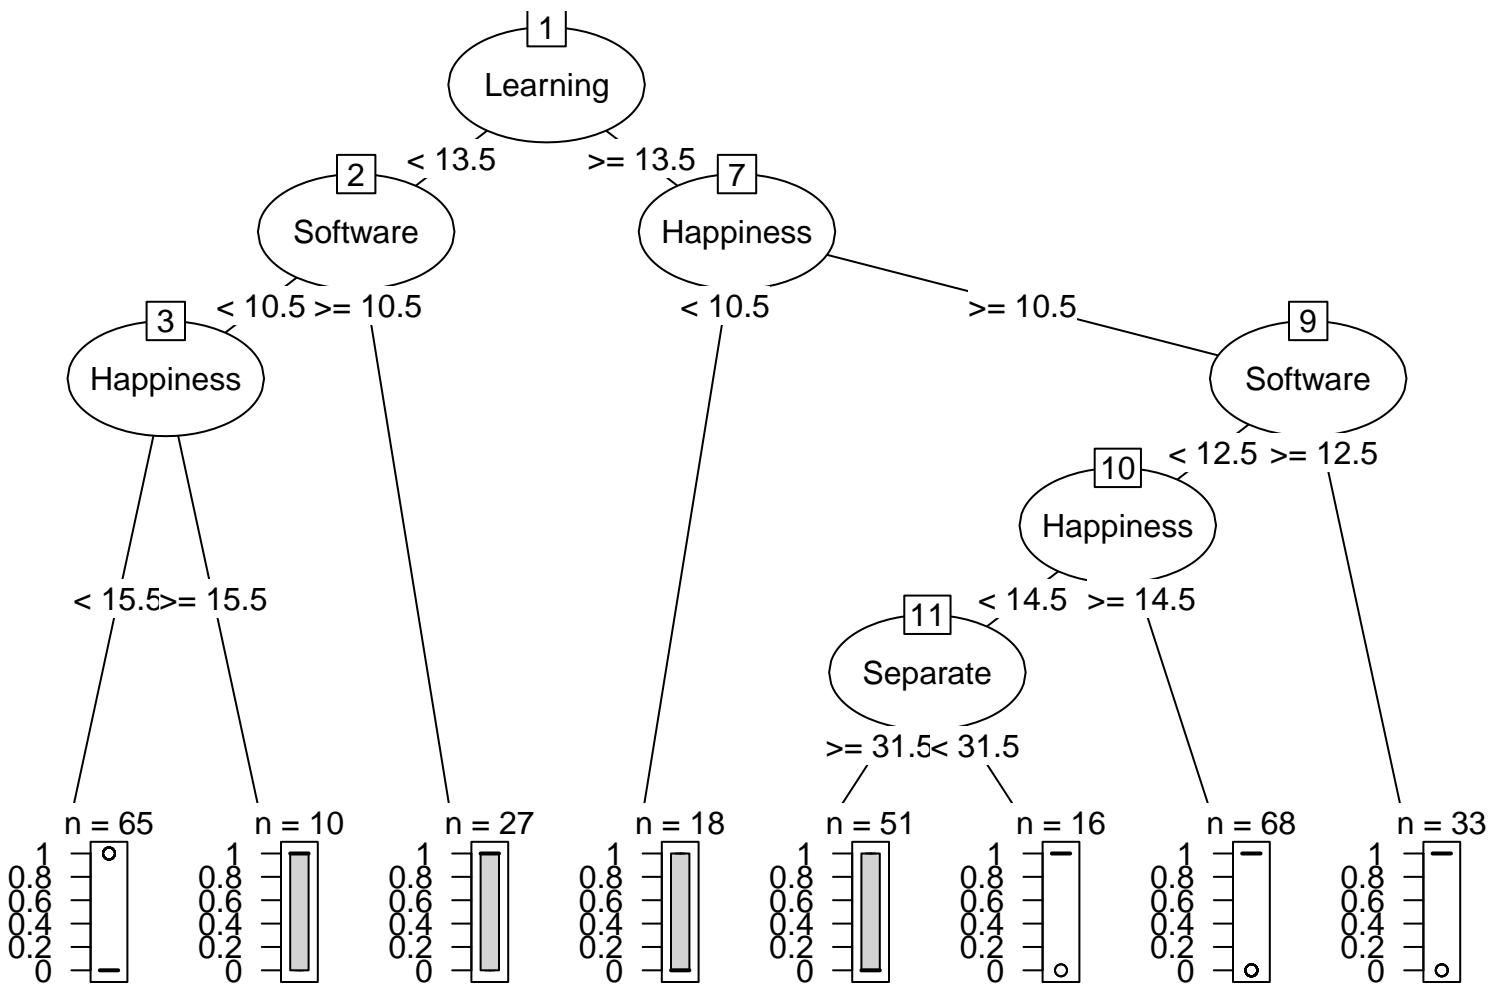 1
Learning
< 13.5 >= 13.5
2 7
Software Happiness
< 10.5 >= 10.5 < 10.5 >= 10.5
3 9
Happiness Software
< 12.5 >= 12.5
10
Happiness
< 15.5 >= 15.5 < 14.5 >= 14.5
11
Separate
>= 31.5 < 31.5
n = 65 n = 10 n = 27 n = 18 n = 51 n = 16 n = 68 n = 33
1 1 1 1 1 1 1 1
0.8 0.8 0.8 0.8 0.8 0.8 0.8 0.8
0.6 0.6 0.6 0.6 0.6 0.6 0.6 0.6
0.4 0.4 0.4 0.4 0.4 0.4 0.4 0.4
0.2 0.2 0.2 0.2 0.2 0.2 0.2 0.2
0 0 0 0 0 0 0 0